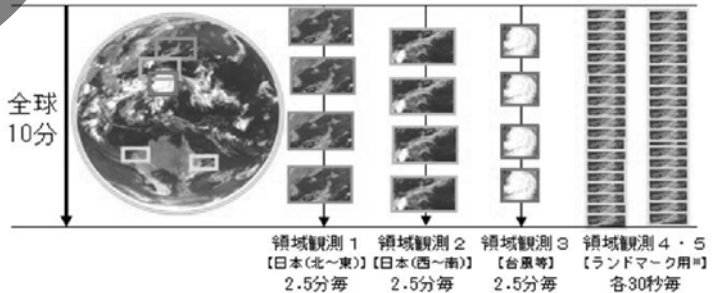 全球
10分
領域観測1
【日本(北～東)】
2.5分毎
領域観測2
【日本(西～南)】
2.5分毎
領域観測3
【台風等】
2.5分毎
領域観測4・5
【ランドマーク用※】
各30秒毎